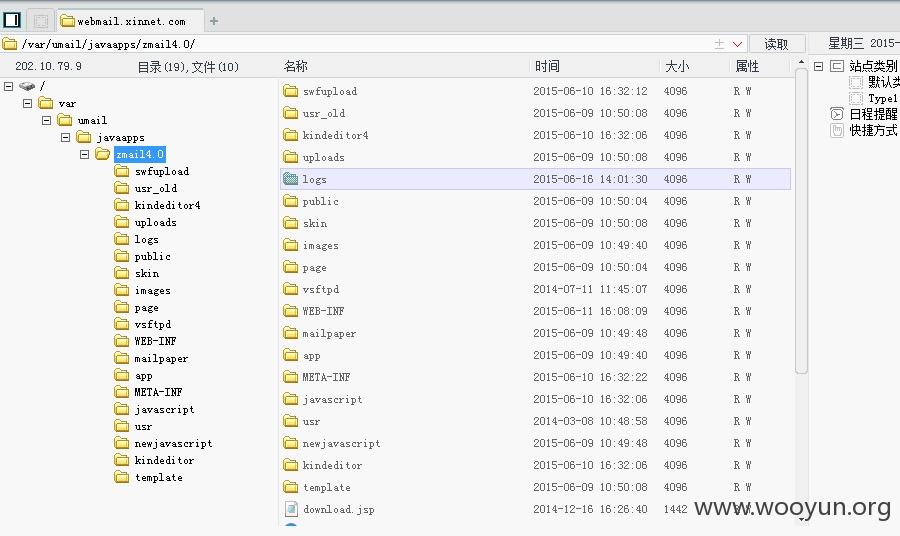 webmail.xinnet.com
/var/umail/javaapps/zmail4.0/ 读取 星期三 2015-
202.10.79.9 目录(19),文件(10) 名称 时间 大小 属性
/
var
umail
javaapps
zmail4.0
swfupload
usr_old
kindeditor4
uploads
logs
public
skin
images
page
vsftpd
WEB-INF
mailpaper
app
META-INF
javascript
usr
newjavascript
kindeditor
template
swfupload 2015-06-10 16:32:12 4096 R W
usr_old 2015-06-09 10:50:08 4096 R W
kindeditor4 2015-06-10 16:32:06 4096 R W
uploads 2015-06-09 10:50:08 4096 R W
logs 2015-06-16 14:01:30 4096 R W
public 2015-06-09 10:50:04 4096 R W
skin 2015-06-09 10:50:08 4096 R W
images 2015-06-09 10:49:40 4096 R W
page 2015-06-09 10:50:04 4096 R W
vsftpd 2014-07-11 11:45:07 4096 R W
WEB-INF 2015-06-11 16:08:09 4096 R W
mailpaper 2015-06-09 10:49:48 4096 R W
app 2015-06-09 10:49:40 4096 R W
META-INF 2015-06-10 16:32:22 4096 R W
javascript 2015-06-10 16:32:06 4096 R W
usr 2014-03-08 10:48:58 4096 R W
newjavascript 2015-06-09 10:49:48 4096 R W
kindeditor 2015-06-10 16:32:06 4096 R W
template 2015-06-09 10:50:08 4096 R W
download.jsp 2014-12-16 16:26:40 1442 R W
站点类别
默认类
Type1
日程提醒
快捷方式
www.wooyun.org